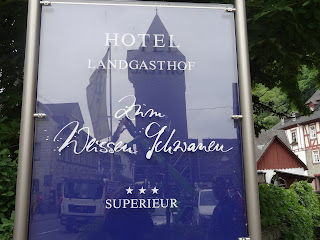 HOTEL
LANDGASTHOF
Zum
Weissen Schwanen
★★★
SUPERIEUR